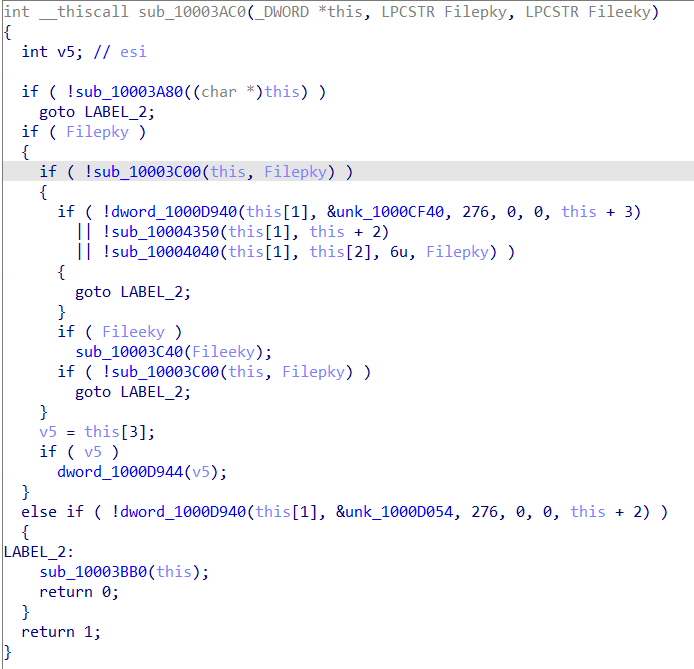 int __thiscall sub_10003AC0(_DWORD *this, LPCSTR Filepky, LPCSTR Fileeky)
{
  int v5; // esi

  if ( !sub_10003A80((char *)this) )
    goto LABEL_2;
  if ( Filepky )
  {
    if ( !sub_10003C00(this, Filepky) )
    {
      if ( !dword_1000D940(this[1], &unk_1000CF40, 276, 0, 0, this + 3)
        || !sub_10004350(this[1], this + 2)
        || !sub_10004040(this[1], this[2], 6u, Filepky) )
      {
        goto LABEL_2;
      }
      if ( Fileeky )
        sub_10003C40(Fileeky);
      if ( !sub_10003C00(this, Filepky) )
        goto LABEL_2;
    }
    v5 = this[3];
    if ( v5 )
      dword_1000D944(v5);
  }
  else if ( !dword_1000D940(this[1], &unk_1000D054, 276, 0, 0, this + 2) )
  {
LABEL_2:
    sub_10003BB0(this);
    return 0;
  }
  return 1;
}